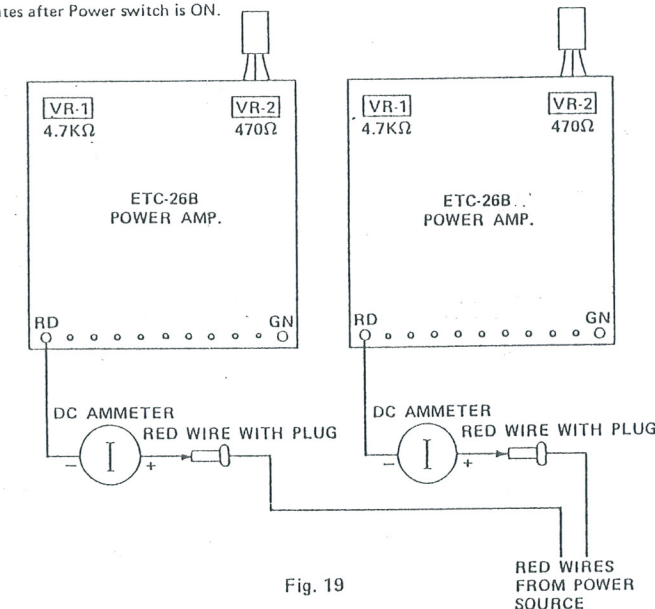 tes after Power switch is ON.
VR-1
4.7KΩ
VR-2
470Ω
ETC-26B
POWER AMP.
RD
GN
DC AMMETER
RED WIRE WITH PLUG
I
−
+
VR-1
4.7KΩ
VR-2
470Ω
ETC-26B
POWER AMP.
RD
GN
DC AMMETER
RED WIRE WITH PLUG
I
−
+
RED WIRES
FROM POWER
SOURCE
Fig. 19